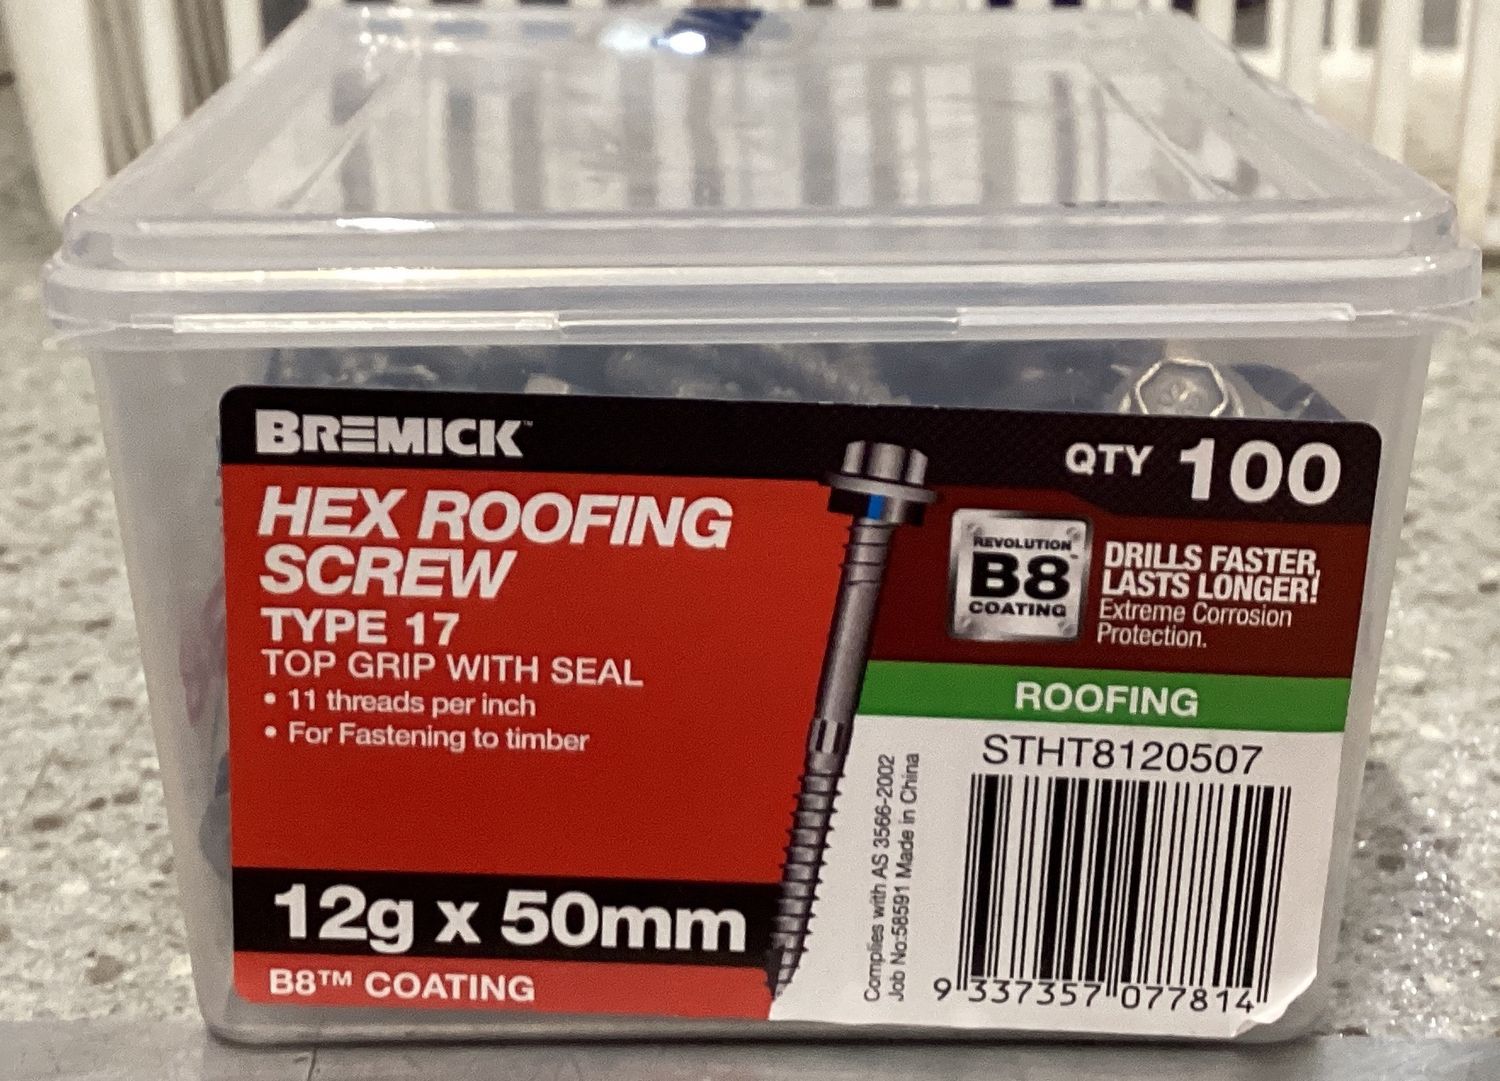 BREMICK™
QTY 100
HEX ROOFING
SCREW
TYPE 17
TOP GRIP WITH SEAL
• 11 threads per inch
• For Fastening to timber
12g x 50mm
B8™ COATING
REVOLUTION
B8™
COATING
DRILLS FASTER,
LASTS LONGER!
Extreme Corrosion
Protection.
ROOFING
STHT8120507
Complies with AS 3566-2002
Job No:58591 Made in China
9 337357 077814